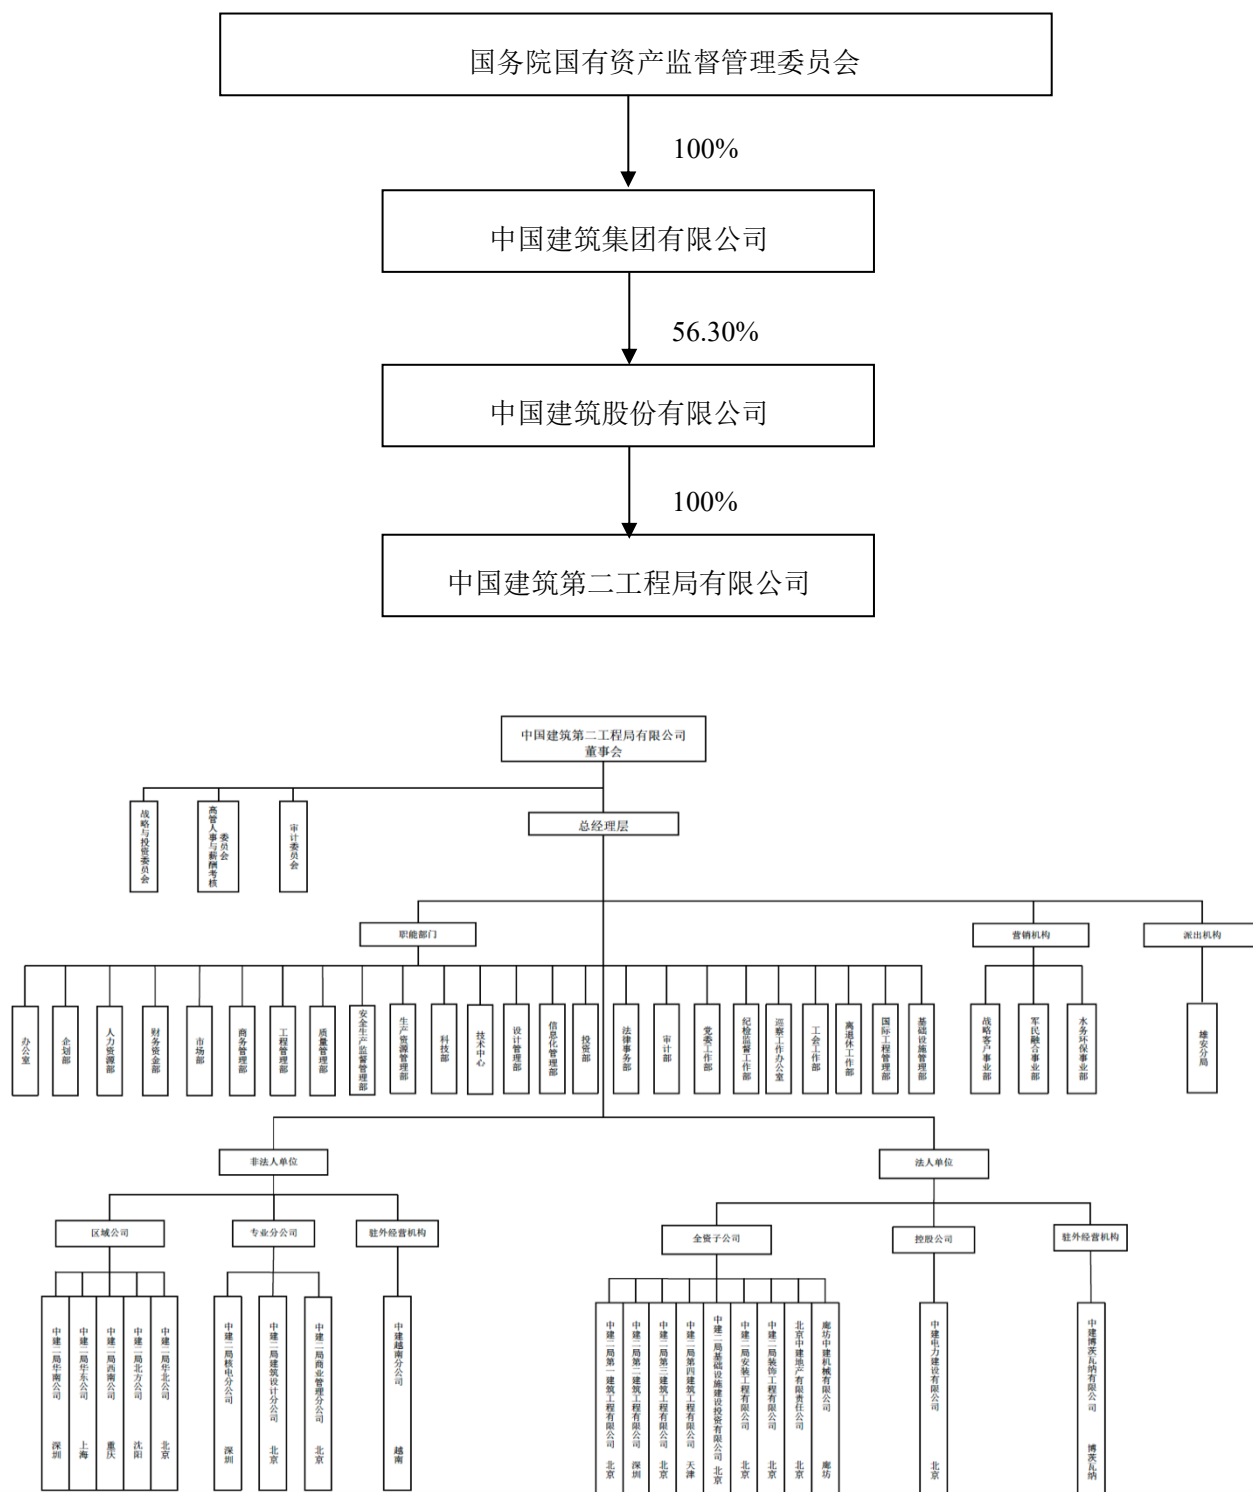 国务院国有资产监督管理委员会
100%
中国建筑集团有限公司
56.30%
中国建筑股份有限公司
100%
中国建筑第二工程局有限公司
中国建筑第二工程局有限公司
董事会
战略与投资委员会
高管人事与薪酬考核
委员会
审计委员会
总经理层
职能部门
营销机构
派出机构
办公室
企划部
人力资源部
财务资金部
市场部
商务管理部
工程管理部
质量管理部
安全生产监督管理部
生产资源管理部
科技部
技术中心
设计管理部
信息化管理部
投资部
法律事务部
审计部
党委工作部
纪检监督工作部
巡察工作办公室
工会工作部
离退休工作部
国际工程管理部
基础设施管理部
战略客户事业部
军民融合事业部
水务环保事业部
雄安分局
非法人单位
法人单位
区域公司
专业分公司
驻外经营机构
全资子公司
控股公司
驻外经营机构
中建二局华南公司 深圳
中建二局华东公司 上海
中建二局西南公司 重庆
中建二局北方公司 沈阳
中建二局华北公司 北京
中建二局核电分公司 深圳
中建二局建筑设计分公司 北京
中建二局商业管理分公司 北京
中建越南分公司 越南
中建二局第一建筑工程有限公司 北京
中建二局第二建筑工程有限公司 深圳
中建二局第三建筑工程有限公司 北京
中建二局第四建筑工程有限公司 天津
中建二局基础设施建设投资有限公司 北京
中建二局安装工程有限公司 北京
中建二局装饰工程有限公司 北京
北京中建地产有限责任公司 北京
廊坊中建机械有限公司 廊坊
中建电力建设有限公司 北京
中建博茨瓦纳有限公司 博茨瓦纳